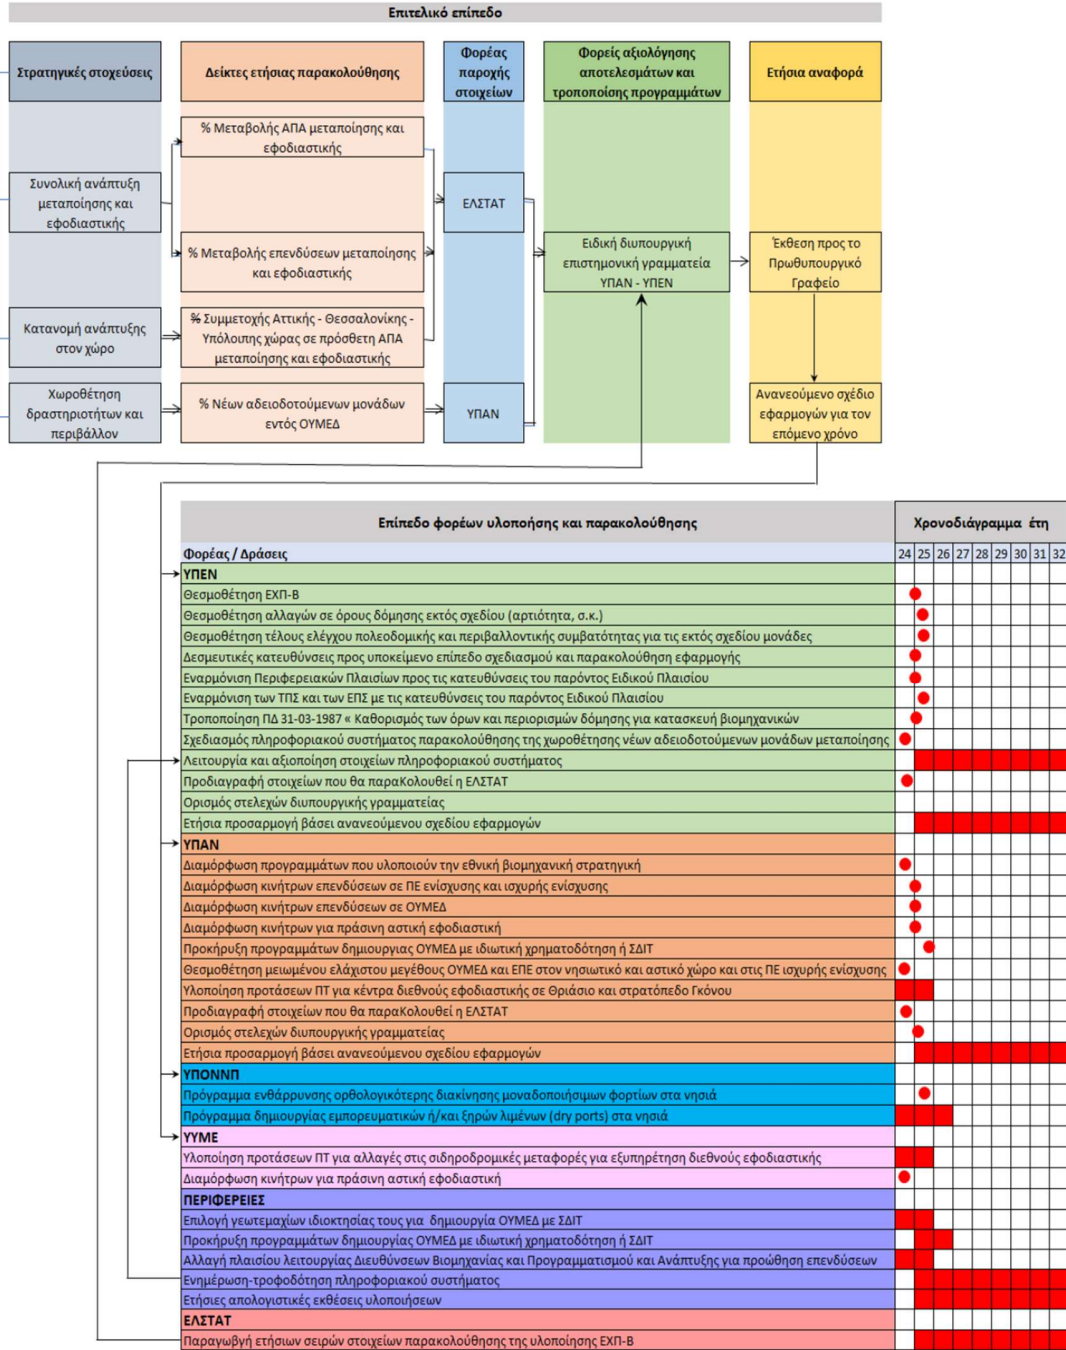 Επιτελικό επίπεδο
Στρατηγικές στοχεύσεις
Δείκτες ετήσιας παρακολούθησης
Φορέας
παροχής
στοιχείων
Φορείς αξιολόγησης
αποτελεσμάτων και
τροποποίσης προγραμμάτων
Ετήσια αναφορά
% Μεταβολής ΑΠΑ μεταποίησης και
εφοδιαστικής
Συνολική ανάπτυξη
μεταποίησης και
εφοδιαστικής
ΕΛΣΤΑΤ
% Μεταβολής επενδύσεων μεταποίησης
και εφοδιαστικής
Ειδική διυπουργική
επιστημονική γραμματεία
ΥΠΑΝ - ΥΠΕΝ
Έκθεση προς το
Πρωθυπουργικό
Γραφείο
Κατανομή ανάπτυξης
στον χώρο
% Συμμετοχής Αττικής - Θεσσαλονίκης -
Υπόλοιπης χώρας σε πρόσθετη ΑΠΑ
μεταποίησης και εφοδιαστικής
Χωροθέτηση
δραστηριοτήτων και
περιβάλλον
% Νέων αδειοδοτούμενων μονάδων
εντός ΟΥΜΕΔ
ΥΠΑΝ
Ανανεούμενο σχέδιο
εφαρμογών για τον
επόμενο χρόνο
Επίπεδο φορέων υλοποήσης και παρακολούθησης
Χρονοδιάγραμμα έτη
Φορέας / Δράσεις
24 25 26 27 28 29 30 31 32
ΥΠΕΝ
Θεσμοθέτηση ΕΧΠ-Β
Θεσμοθέτηση αλλαγών σε όρους δόμησης εκτός σχεδίου (αρτιότητα, σ.κ.)
Θεσμοθέτηση τέλους ελέγχου πολεοδομικής και περιβαλλοντικής συμβατότητας για τις εκτός σχεδίου μονάδες
Δεσμευτικές κατευθύνσεις προς υποκείμενο επίπεδο σχεδιασμού και παρακολούθηση εφαρμογής
Εναρμόνιση Περιφερειακών Πλαισίων προς τις κατευθύνσεις του παρόντος Ειδικού Πλαισίου
Εναρμόνιση των ΤΠΣ και των ΕΠΣ με τις κατευθύνσεις του παρόντος Ειδικού Πλαισίου
Τροποποίηση ΠΔ 31-03-1987 « Καθορισμός των όρων και περιορισμών δόμησης για κατασκευή βιομηχανικών
Σχεδιασμός πληροφοριακού συστήματος παρακολούθησης της χωροθέτησης νέων αδειοδοτούμενων μονάδων μεταποίησης
Λειτουργία και αξιοποίηση στοιχείων πληροφοριακού συστήματος
Προδιαγραφή στοιχείων που θα παραΚολουθεί η ΕΛΣΤΑΤ
Ορισμός στελεχών διυπουργικής γραμματείας
Ετήσια προσαρμογή βάσει ανανεούμενου σχεδίου εφαρμογών
ΥΠΑΝ
Διαμόρφωση προγραμμάτων που υλοποιούν την εθνική βιομηχανική στρατηγική
Διαμόρφωση κινήτρων επενδύσεων σε ΠΕ ενίσχυσης και ισχυρής ενίσχυσης
Διαμόρφωση κινήτρων επενδύσεων σε ΟΥΜΕΔ
Διαμόρφωση κινήτρων για πράσινη αστική εφοδιαστική
Προκήρυξη προγραμμάτων δημιουργιας ΟΥΜΕΔ με ιδιωτική χρηματοδότηση ή ΣΔΙΤ
Θεσμοθέτηση μειωμένου ελάχιστου μεγέθους ΟΥΜΕΔ και ΕΠΕ στον νησιωτικό και αστικό χώρο και στις ΠΕ ισχυρής ενίσχυσης
Υλοποίηση προτάσεων ΠΤ για κέντρα διεθνούς εφοδιαστικής σε Θριάσιο και στρατόπεδο Γκόνου
Προδιαγραφή στοιχείων που θα παραΚολουθεί η ΕΛΣΤΑΤ
Ορισμός στελεχών διυπουργικής γραμματείας
Ετήσια προσαρμογή βάσει ανανεούμενου σχεδίου εφαρμογών
ΥΠΟΝΝΠ
Πρόγραμμα ενθάρρυνσης ορθολογικότερης διακίνησης μοναδοποιήσιμων φορτίων στα νησιά
Πρόγραμμα δημιουργίας εμπορευματικών ή/και ξηρών λιμένων (dry ports) στα νησιά
ΥΥΜΕ
Υλοποίηση προτάσεων ΠΤ για αλλαγές στις σιδηροδρομικές μεταφορές για εξυπηρέτηση διεθνούς εφοδιαστικής
Διαμόρφωση κινήτρων για πράσινη αστική εφοδιαστική
ΠΕΡΙΦΕΡΕΙΕΣ
Επιλογή γεωτεμαχίων ιδιοκτησίας τους για δημιουργία ΟΥΜΕΔ με ΣΔΙΤ
Προκήρυξη προγραμμάτων δημιουργίας ΟΥΜΕΔ με ιδιωτική χρηματοδότηση ή ΣΔΙΤ
Αλλαγή πλαισίου λειτουργίας Διευθύνσεων Βιομηχανίας και Προγραμματισμού και Ανάπτυξης για προώθηση επενδύσεων
Ενημέρωση-τροφοδότηση πληροφοριακού συστήματος
Ετήσιες απολογιστικές εκθέσεις υλοποιήσεων
ΕΛΣΤΑΤ
Παραγωβγή ετήσιων σειρών στοιχείων παρακολούθησης της υλοποίησης ΕΧΠ-Β